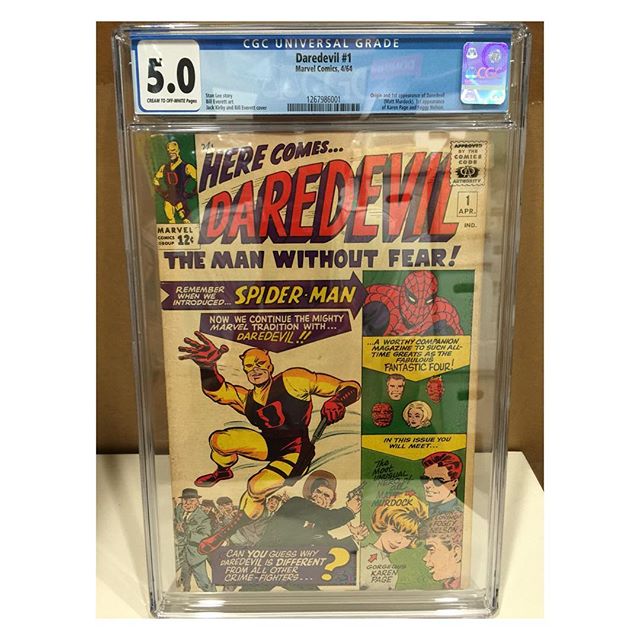 CGC UNIVERSAL GRADE
5.0
CREAM TO OFF-WHITE Pages
Daredevil #1
Marvel Comics, 4/64
Stan Lee story
Bill Everett art
Jack Kirby and Bill Everett cover
1267986001
Origin and 1st appearance of Daredevil
(Matt Murdock). 1st appearance
of Karen Page and Foggy Nelson.
CGC
HERE COMES...
DAREDEVIL
THE MAN WITHOUT FEAR!
MARVEL
COMICS
GROUP
12¢
APPROVED
BY THE
COMICS
CODE
AUTHORITY
1
APR.
IND.
REMEMBER
WHEN WE
INTRODUCED...
SPIDER-MAN
NOW WE CONTINUE THE MIGHTY
MARVEL TRADITION WITH...
DAREDEVIL!!
...A WORTHY COMPANION
MAGAZINE TO SUCH ALL-
TIME GREATS AS THE
FABULOUS
FANTASTIC FOUR!
IN THIS ISSUE YOU
WILL MEET...
The
MOST
UNUSUAL
MURDOCK
FOGGY
NELSON
GORGEOUS
KAREN
PAGE
CAN YOU GUESS WHY
DAREDEVIL IS DIFFERENT
FROM ALL OTHER
CRIME-FIGHTERS...
?